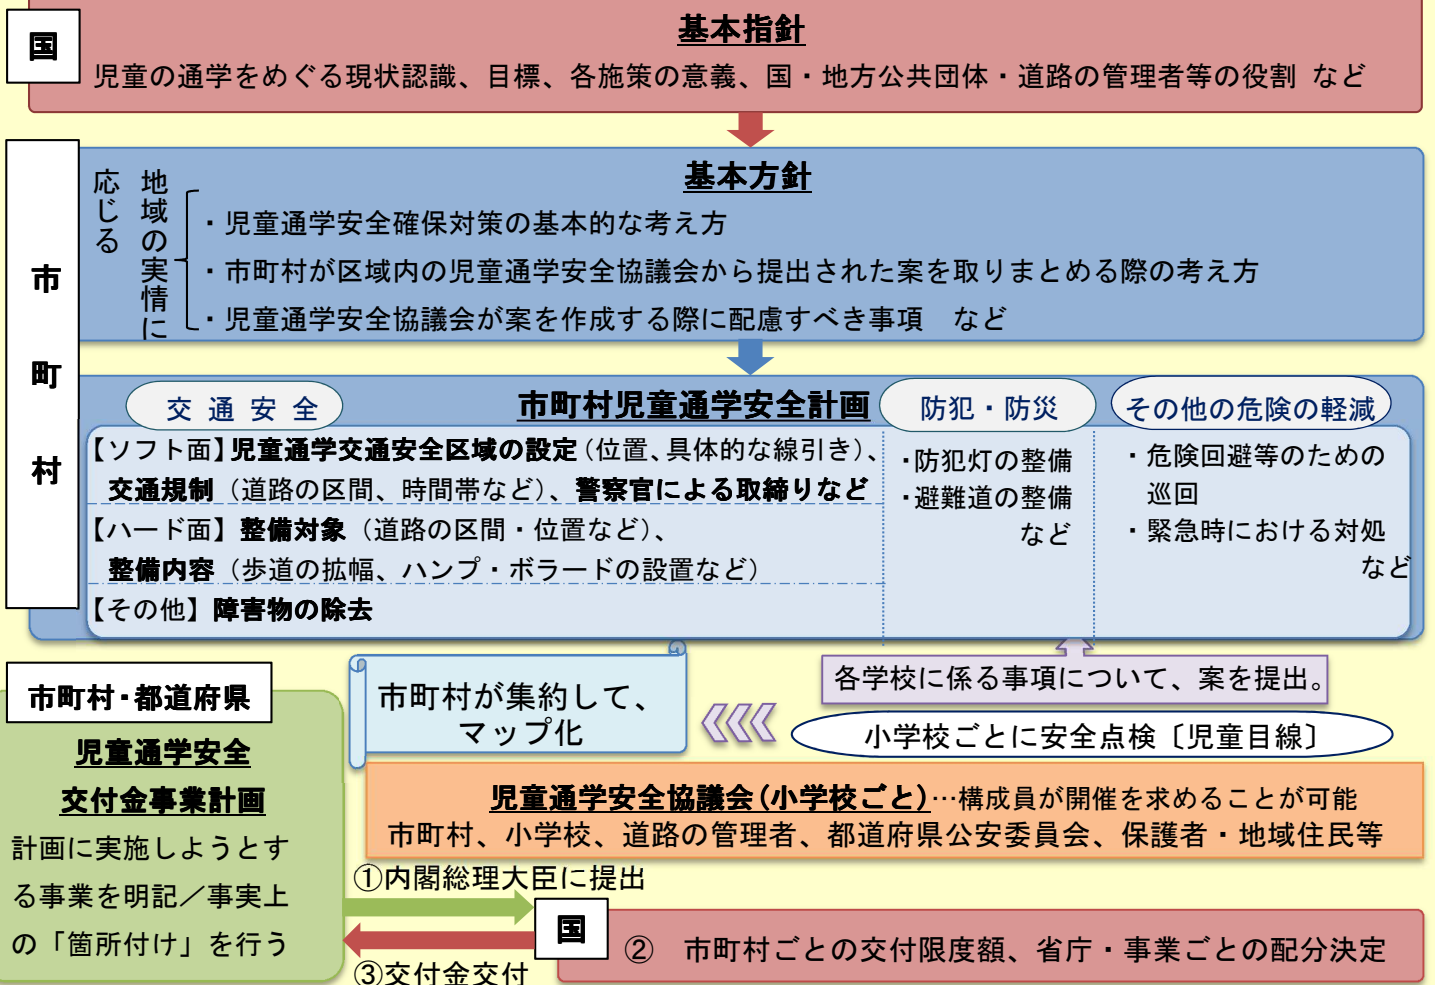 国
基本指針
児童の通学をめぐる現状認識、目標、各施策の意義、国・地方公共団体・道路の管理者等の役割 など
市町村
基本方針
地域の実情に
応じる
・児童通学安全確保対策の基本的な考え方
・市町村が区域内の児童通学安全協議会から提出された案を取りまとめる際の考え方
・児童通学安全協議会が案を作成する際に配慮すべき事項 など
市町村児童通学安全計画
交通安全
【ソフト面】児童通学交通安全区域の設定（位置、具体的な線引き）、
交通規制（道路の区間、時間帯など）、警察官による取締りなど
【ハード面】整備対象（道路の区間・位置など）、
整備内容（歩道の拡幅、ハンプ・ボラードの設置など）
【その他】障害物の除去
防犯・防災
・防犯灯の整備
・避難道の整備
など
その他の危険の軽減
・危険回避等のための
巡回
・緊急時における対処
など
各学校に係る事項について、案を提出。
小学校ごとに安全点検〔児童目線〕
市町村が集約して、
マップ化
児童通学安全協議会（小学校ごと）…構成員が開催を求めることが可能
市町村、小学校、道路の管理者、都道府県公安委員会、保護者・地域住民等
市町村・都道府県
児童通学安全
交付金事業計画
計画に実施しようとす
る事業を明記／事実上
の「箇所付け」を行う
①内閣総理大臣に提出
国
② 市町村ごとの交付限度額、省庁・事業ごとの配分決定
③交付金交付